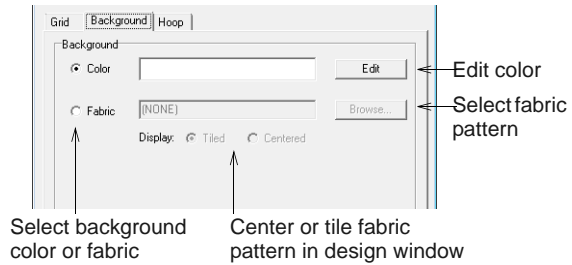 Grid Background Hoop
Background
Color Edit
Edit color
Fabric (NONE) Browse...
Select fabric
pattern
Display: Tiled Centered
Select background
color or fabric
Center or tile fabric
pattern in design window